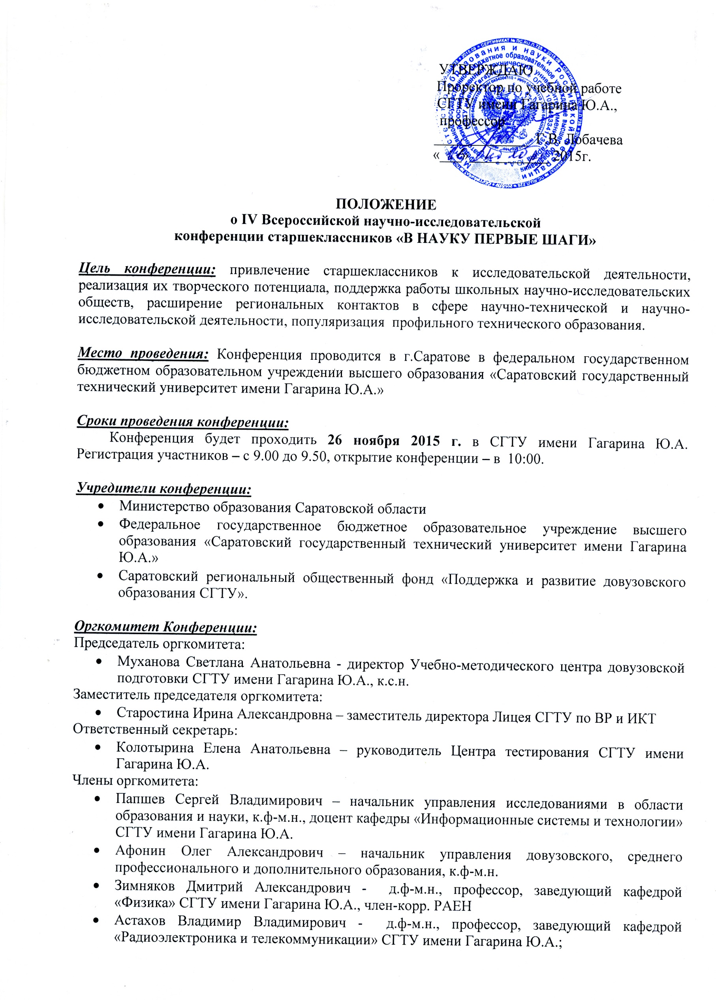 УТВЕРЖДАЮ
Проректор по учебной работе
СГТУ имени Гагарина Ю.А.,
профессор
Г.В. Лобачева
« » 2015г.
ПОЛОЖЕНИЕ
о IV Всероссийской научно-исследовательской
конференции старшеклассников «В НАУКУ ПЕРВЫЕ ШАГИ»
Цель конференции: привлечение старшеклассников к исследовательской деятельности,
реализация их творческого потенциала, поддержка работы школьных научно-исследовательских
обществ, расширение региональных контактов в сфере научно-технической и научно-
исследовательской деятельности, популяризация профильного технического образования.
Место проведения: Конференция проводится в г.Саратове в федеральном государственном
бюджетном образовательном учреждении высшего образования «Саратовский государственный
технический университет имени Гагарина Ю.А.»
Сроки проведения конференции:
Конференция будет проходить 26 ноября 2015 г. в СГТУ имени Гагарина Ю.А.
Регистрация участников – с 9.00 до 9.50, открытие конференции – в 10:00.
Учредители конференции:
• Министерство образования Саратовской области
• Федеральное государственное бюджетное образовательное учреждение высшего
образования «Саратовский государственный технический университет имени Гагарина
Ю.А.»
• Саратовский региональный общественный фонд «Поддержка и развитие довузовского
образования СГТУ».
Оргкомитет Конференции:
Председатель оргкомитета:
• Муханова Светлана Анатольевна - директор Учебно-методического центра довузовской
подготовки СГТУ имени Гагарина Ю.А., к.с.н.
Заместитель председателя оргкомитета:
• Старостина Ирина Александровна – заместитель директора Лицея СГТУ по ВР и ИКТ
Ответственный секретарь:
• Колотырина Елена Анатольевна – руководитель Центра тестирования СГТУ имени
Гагарина Ю.А.
Члены оргкомитета:
• Папшев Сергей Владимирович – начальник управления исследованиями в области
образования и науки, к.ф-м.н., доцент кафедры «Информационные системы и технологии»
СГТУ имени Гагарина Ю.А.
• Афонин Олег Александрович – начальник управления довузовского, среднего
профессионального и дополнительного образования, к.ф-м.н.
• Зимняков Дмитрий Александрович - д.ф-м.н., профессор, заведующий кафедрой
«Физика» СГТУ имени Гагарина Ю.А., член-корр. РАЕН
• Астахов Владимир Владимирович - д.ф-м.н., профессор, заведующий кафедрой
«Радиоэлектроника и телекоммуникации» СГТУ имени Гагарина Ю.А.;